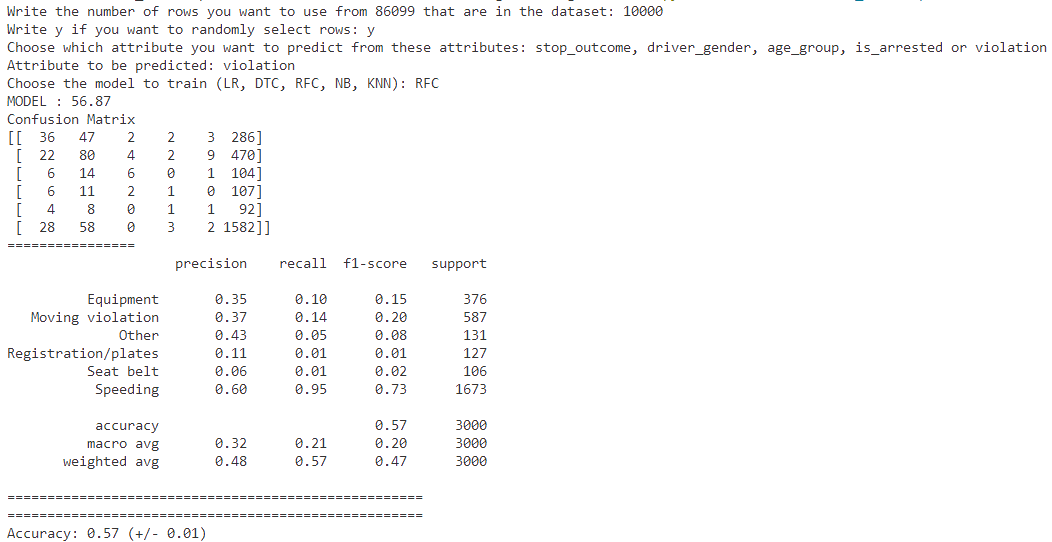 Write the number of rows you want to use from 86099 that are in the dataset: 10000
Write y if you want to randomly select rows: y
Choose which attribute you want to predict from these attributes: stop_outcome, driver_gender, age_group, is_arrested or violation
Attribute to be predicted: violation
Choose the model to train (LR, DTC, RFC, NB, KNN): RFC
MODEL : 56.87
Confusion Matrix
[[  36   47    2    2    3  286]
 [  22   80    4    2    9  470]
 [   6   14    6    0    1  104]
 [   6   11    2    1    0  107]
 [   4    8    0    1    1   92]
 [  28   58    0    3    2 1582]]
================
                     precision    recall  f1-score   support
          Equipment       0.35      0.10      0.15       376
   Moving violation       0.37      0.14      0.20       587
              Other       0.43      0.05      0.08       131
Registration/plates       0.11      0.01      0.01       127
          Seat belt       0.06      0.01      0.02       106
           Speeding       0.60      0.95      0.73      1673
           accuracy                           0.57      3000
          macro avg       0.32      0.21      0.20      3000
       weighted avg       0.48      0.57      0.47      3000
====================================================
====================================================
Accuracy: 0.57 (+/- 0.01)